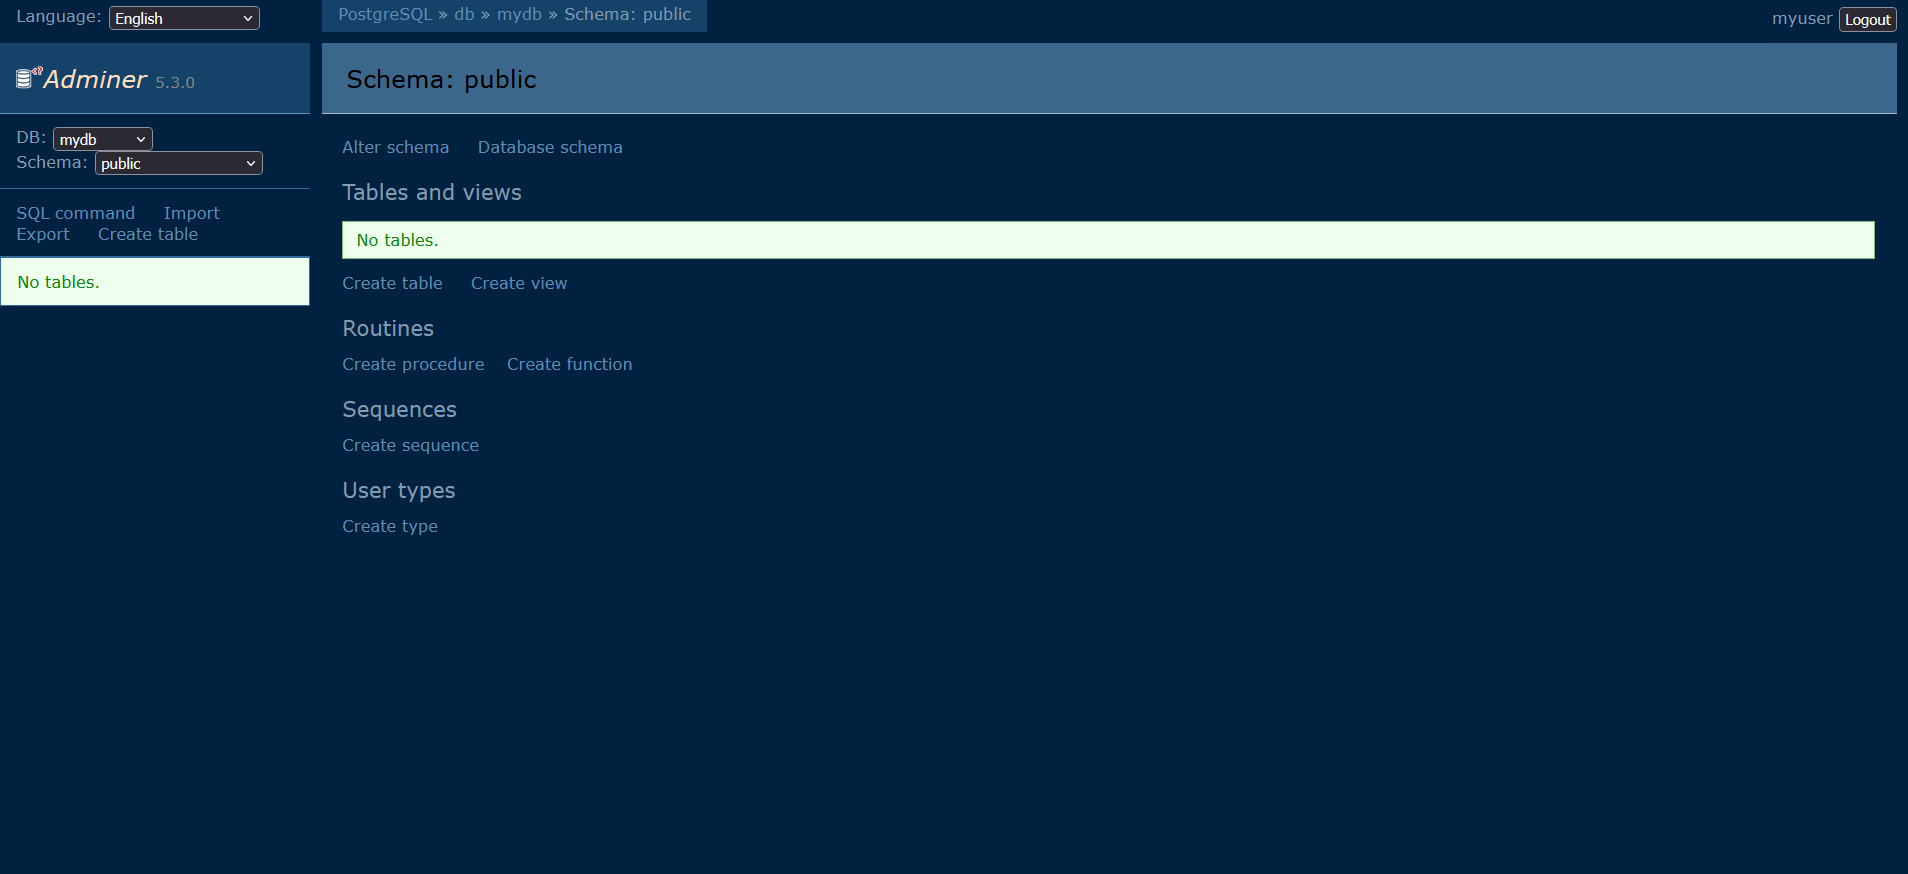 Language: English
PostgreSQL » db » mydb » Schema: public
myuser Logout
Adminer 5.3.0
Schema: public
DB: mydb
Schema: public
SQL command Import
Export Create table
No tables.
Alter schema Database schema
Tables and views
No tables.
Create table Create view
Routines
Create procedure Create function
Sequences
Create sequence
User types
Create type